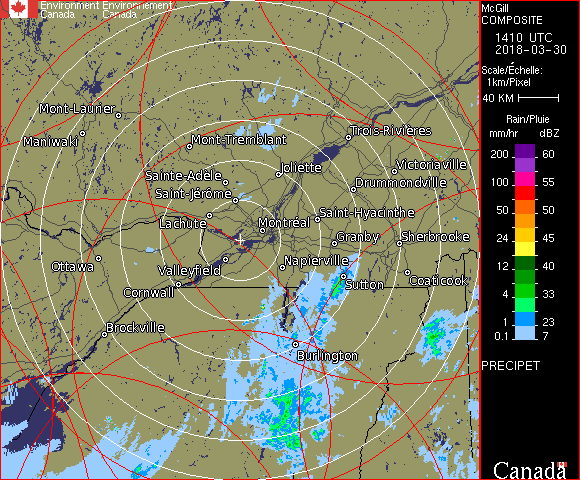 Environment Environnement
Canada Canada
McGill
COMPOSITE
1410 UTC
2018-03-30
Scale/Échelle:
1km/Pixel
40 KM
Rain/Pluie
mm/hr dBZ
200 60
100 55
50 50
24 45
12 40
4 33
1 23
0.1 7
PRECIPET
Canada
Mont-Laurier
Maniwaki
Mont-Tremblant
Trois-Rivières
Joliette
Victoriaville
Sainte-Adèle
Drummondville
Saint-Jérôme
Saint-Hyacinthe
Lachute
Montréal
Granby
Sherbrooke
Ottawa
Valleyfield
Napierville
Coaticook
Cornwall
Sutton
Brockville
Burlington